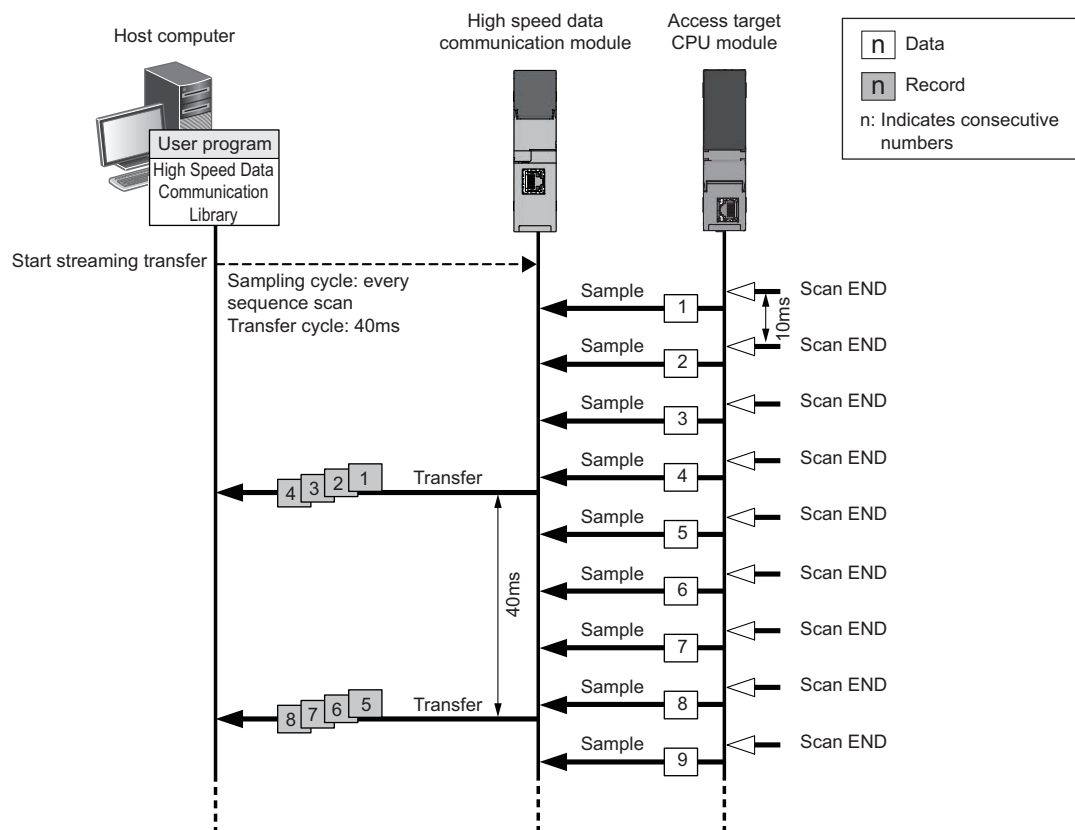 Host computer
High speed data
communication module
Access target
CPU module
n Data
n Record
n: Indicates consecutive
numbers
User program
High Speed Data
Communication
Library
Start streaming transfer
Sampling cycle: every
sequence scan
Transfer cycle: 40ms
Sample 1 Scan END
10ms
Sample 2 Scan END
Sample 3 Scan END
Sample 4 Scan END
4 3 2 1 Transfer
Sample 5 Scan END
40ms
Sample 6 Scan END
Sample 7 Scan END
Sample 8 Scan END
8 7 6 5 Transfer
Sample 9 Scan END